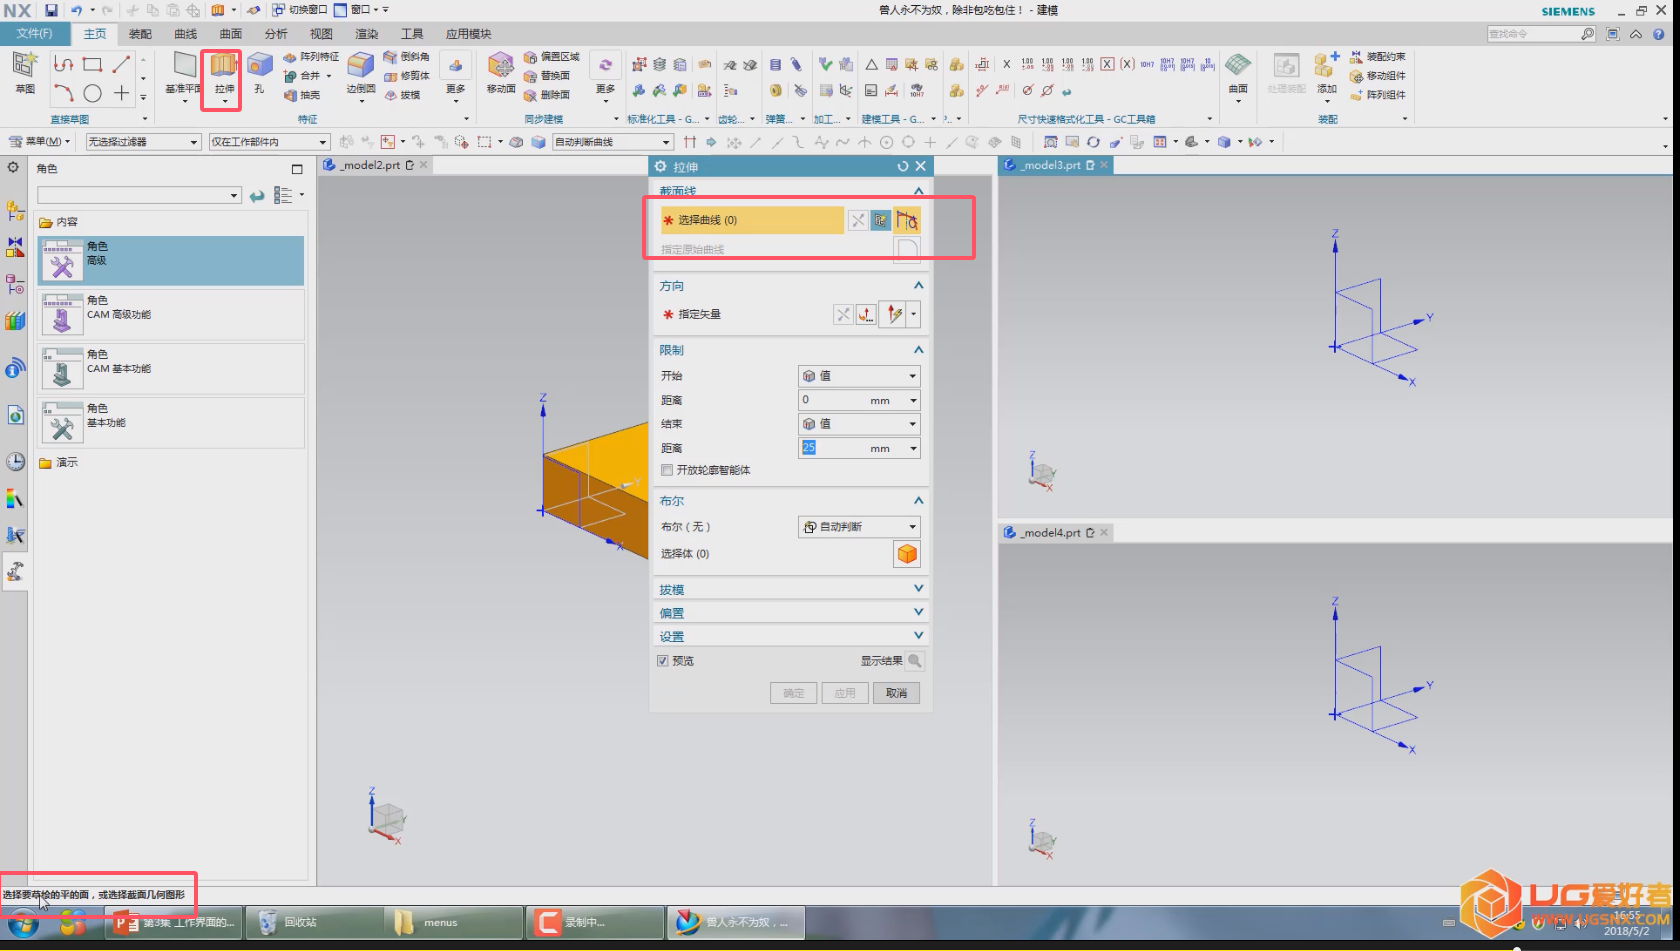 NX
切换窗口
窗口
兽人永不为奴，除非包吃包住！ - 建模
SIEMENS
文件(F)
主页
装配
曲线
曲面
分析
视图
渲染
工具
应用模块
查找命令
草图
直接草图
基准平面
拉伸
孔
阵列特征
合并
抽壳
边倒圆
倒斜角
修剪体
拔模
更多
特征
移动面
偏置区域
替换面
删除面
更多
同步建模
标准化工具 - G...
齿轮...
弹簧...
加工...
建模工具 - G...
尺寸快速格式化工具 - GC工具箱
曲面
处理装配
添加
装配约束
移动组件
阵列组件
装配
菜单(M)
无选择过滤器
仅在工作部件内
自动判断曲线
角色
内容
角色
高级
角色
CAM 高级功能
角色
CAM 基本功能
角色
基本功能
演示
_model2.prt
Z
Y
X
Z
X
拉伸
截面线
选择曲线 (0)
指定原始曲线
方向
指定矢量
限制
开始
值
距离
0
mm
结束
值
距离
25
mm
开放轮廓智能体
布尔
布尔（无）
自动判断
选择体 (0)
拔模
偏置
设置
预览
显示结果
确定
应用
取消
_model3.prt
Z
Y
X
Z
Y
X
_model4.prt
Z
Y
X
Z
Y
X
选择要草绘的平的面，或选择截面几何图形
第3集 工作界面的...
回收站
menus
录制中...
兽人永不为奴，...
16:55
2018/5/2
UG爱好者
WWW.UGSNX.COM